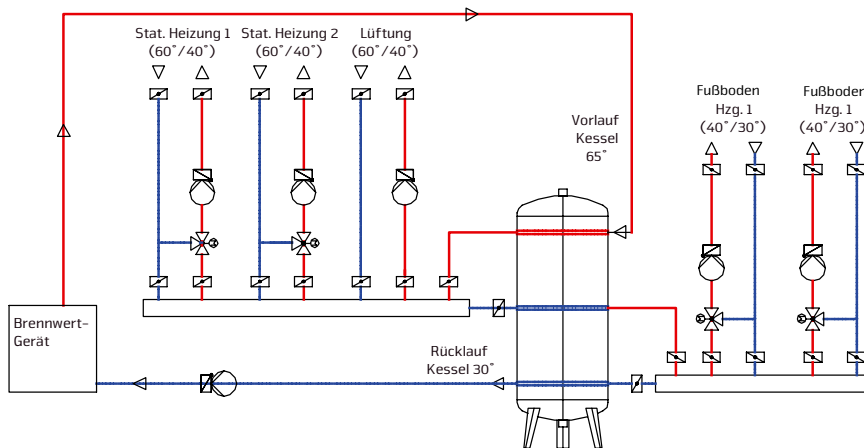 Stat. Heizung 1
(60°/40°)
Stat. Heizung 2
(60°/40°)
Lüftung
(60°/40°)
Vorlauf
Kessel
65°
Fußboden
Hzg. 1
(40°/30°)
Fußboden
Hzg. 1
(40°/30°)
Brennwert-
Gerät
Rücklauf
Kessel 30°